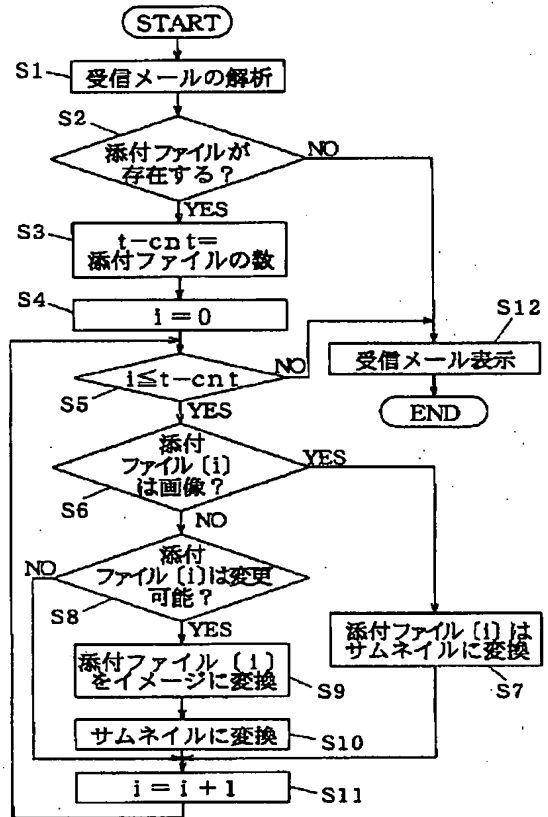 START
S1
受信メールの解析
S2
添付ファイルが
存在する?
NO
YES
S3
t-cnt=
添付ファイルの数
S4
i=0
S12
受信メール表示
END
S5
i≦t-cnt
NO
YES
S6
添付
ファイル〔i〕
は画像?
YES
NO
S8
添付
ファイル〔i〕は変更
可能?
NO
YES
添付ファイル〔i〕は
サムネイルに変換
S7
添付ファイル〔i〕
をイメージに変換
S9
サムネイルに変換
S10
i=i+1
S11